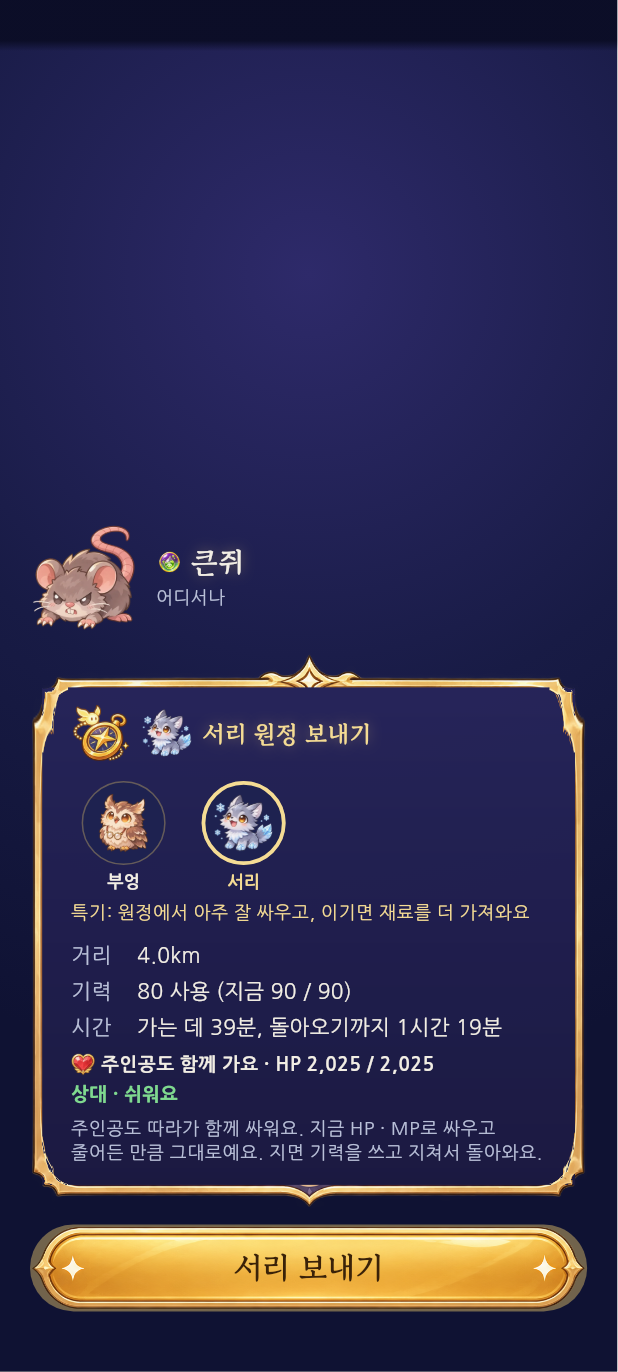 큰쥐
어디서나
서리 원정 보내기
부엉
서리
특기: 원정에서 아주 잘 싸우고, 이기면 재료를 더 가져와요
거리 4.0km
기력 80 사용 (지금 90 / 90)
시간 가는 데 39분, 돌아오기까지 1시간 19분
주인공도 함께 가요 · HP 2,025 / 2,025
상대 · 쉬워요
주인공도 따라가 함께 싸워요. 지금 HP · MP로 싸우고
줄어든 만큼 그대로예요. 지면 기력을 쓰고 지쳐서 돌아와요.
서리 보내기